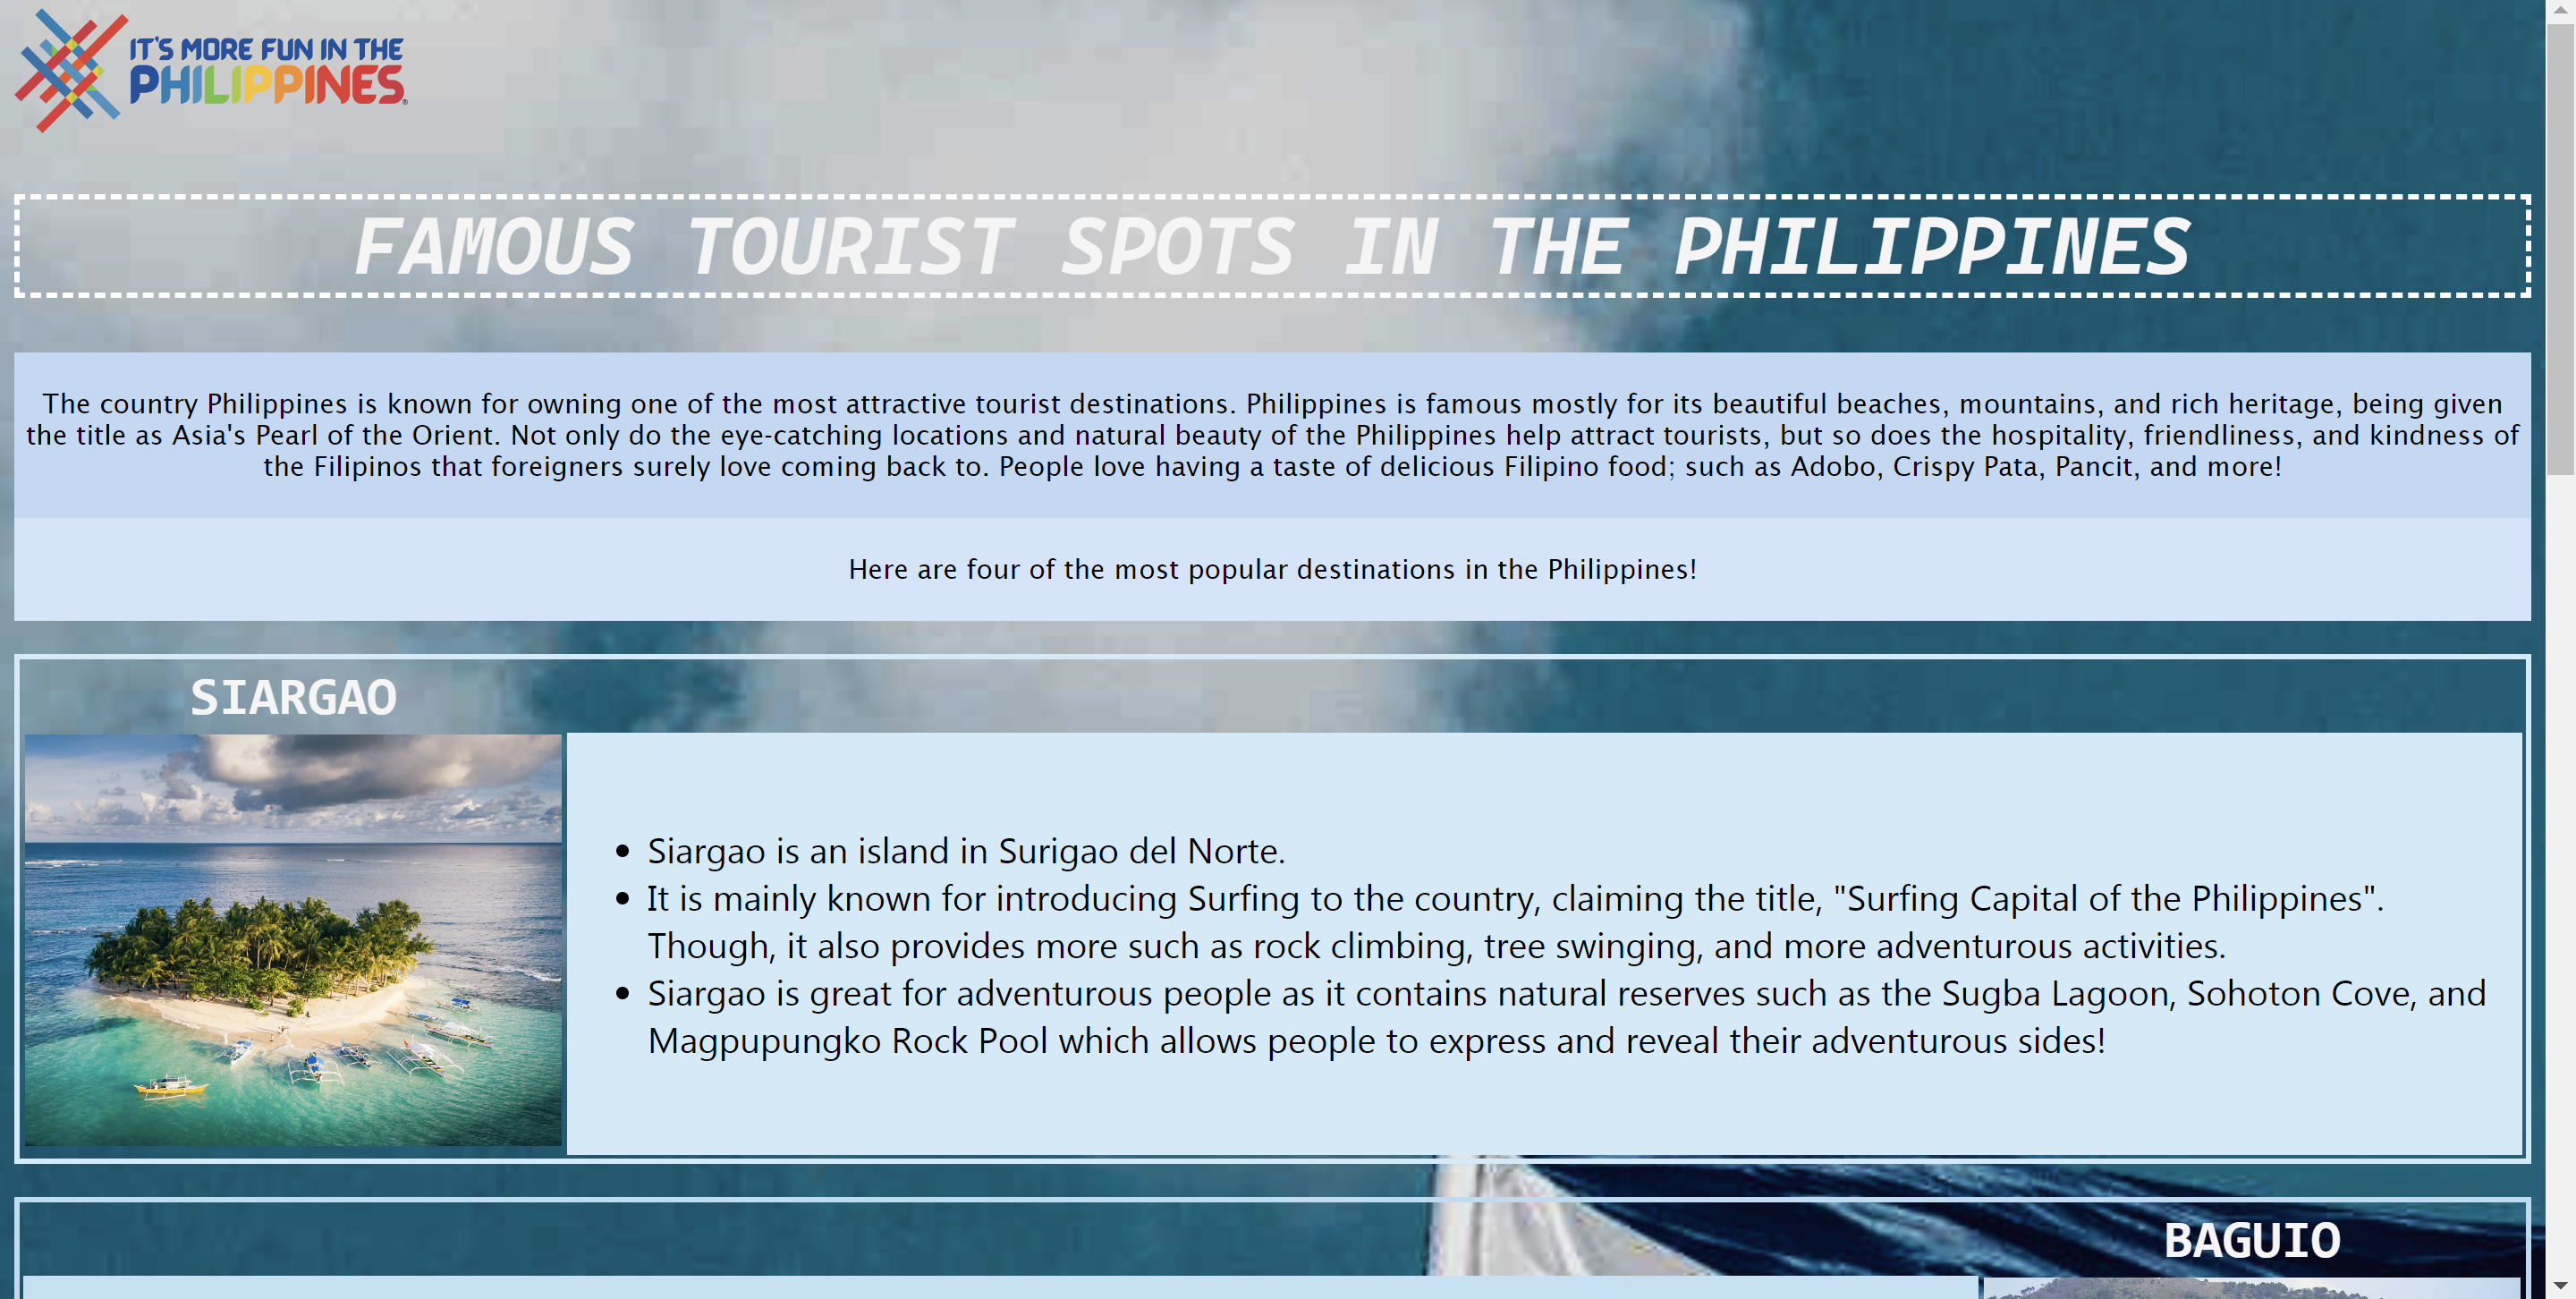 IT'S MORE FUN IN THE
PHILIPPINES®
FAMOUS TOURIST SPOTS IN THE PHILIPPINES
The country Philippines is known for owning one of the most attractive tourist destinations. Philippines is famous mostly for its beautiful beaches, mountains, and rich heritage, being given
the title as Asia's Pearl of the Orient. Not only do the eye-catching locations and natural beauty of the Philippines help attract tourists, but so does the hospitality, friendliness, and kindness of
the Filipinos that foreigners surely love coming back to. People love having a taste of delicious Filipino food; such as Adobo, Crispy Pata, Pancit, and more!
Here are four of the most popular destinations in the Philippines!
SIARGAO
• Siargao is an island in Surigao del Norte.
• It is mainly known for introducing Surfing to the country, claiming the title, "Surfing Capital of the Philippines".
Though, it also provides more such as rock climbing, tree swinging, and more adventurous activities.
• Siargao is great for adventurous people as it contains natural reserves such as the Sugba Lagoon, Sohoton Cove, and
Magpupungko Rock Pool which allows people to express and reveal their adventurous sides!
BAGUIO